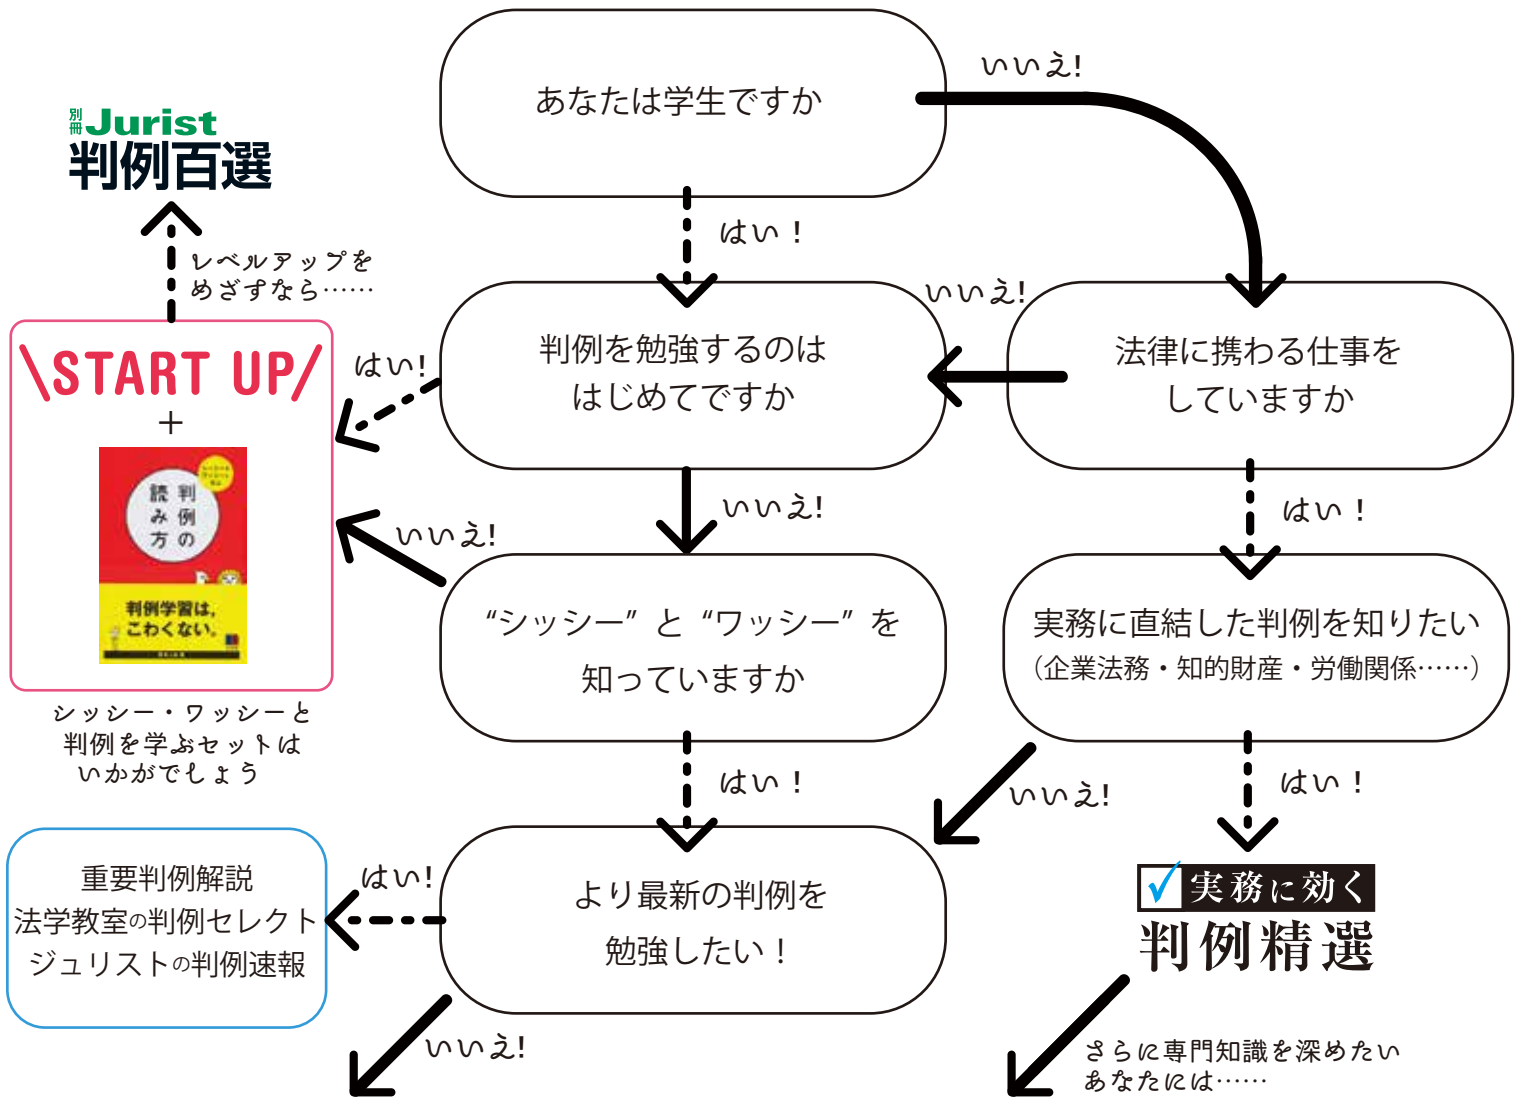 あなたは学生ですか
いいえ!
はい！
別冊Jurist
判例百選
レベルアップを
めざすなら……
判例を勉強するのは
はじめてですか
いいえ!
法律に携わる仕事を
していますか
はい!
いいえ!
はい！
\START UP/
+
判例の
読み方
判例学習は、
こわくない。
シッシー・ワッシーと
判例を学ぶセットは
いかがでしょう
いいえ!
“シッシー” と “ワッシー” を
知っていますか
実務に直結した判例を知りたい
（企業法務・知的財産・労働関係……）
はい！
いいえ!
はい！
重要判例解説
法学教室の判例セレクト
ジュリストの判例速報
はい!
より最新の判例を
勉強したい！
いいえ!
実務に効く
判例精選
さらに専門知識を深めたい
あなたには……